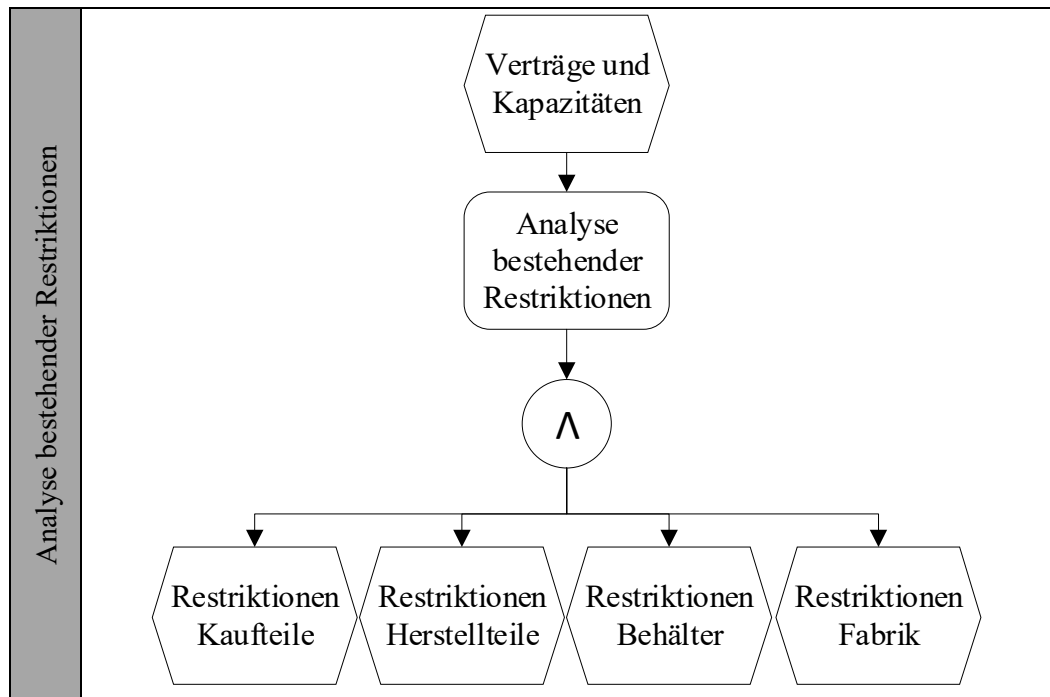 Analyse bestehender Restriktionen
Verträge und
Kapazitäten
Analyse
bestehender
Restriktionen
Λ
Restriktionen
Kaufteile
Restriktionen
Herstellteile
Restriktionen
Behälter
Restriktionen
Fabrik